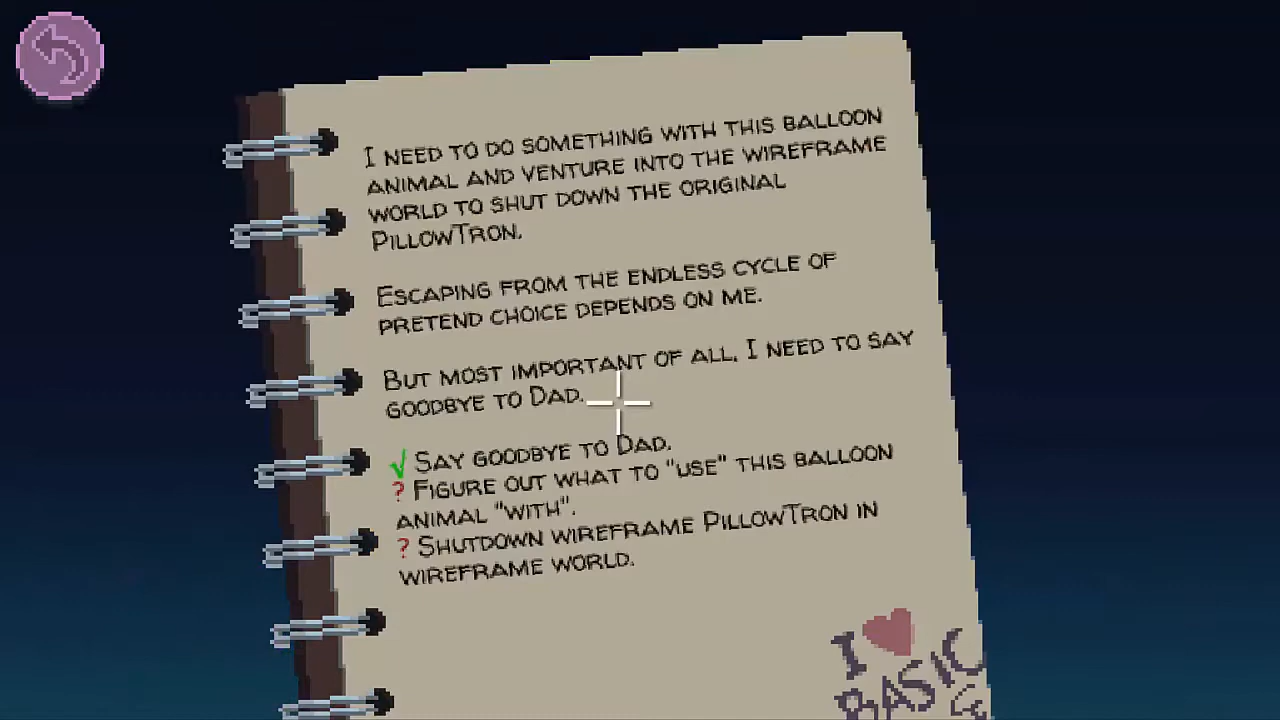 I need to do something with this balloon
animal and venture into the wireframe
world to shut down the original
PillowTron.
Escaping from the endless cycle of
pretend choice depends on me.
But most important of all, I need to say
goodbye to Dad.
√ Say goodbye to Dad.
? Figure out what to "use" this balloon
animal "with".
? Shutdown wireframe PillowTron in
wireframe world.
I ♥
BASIC